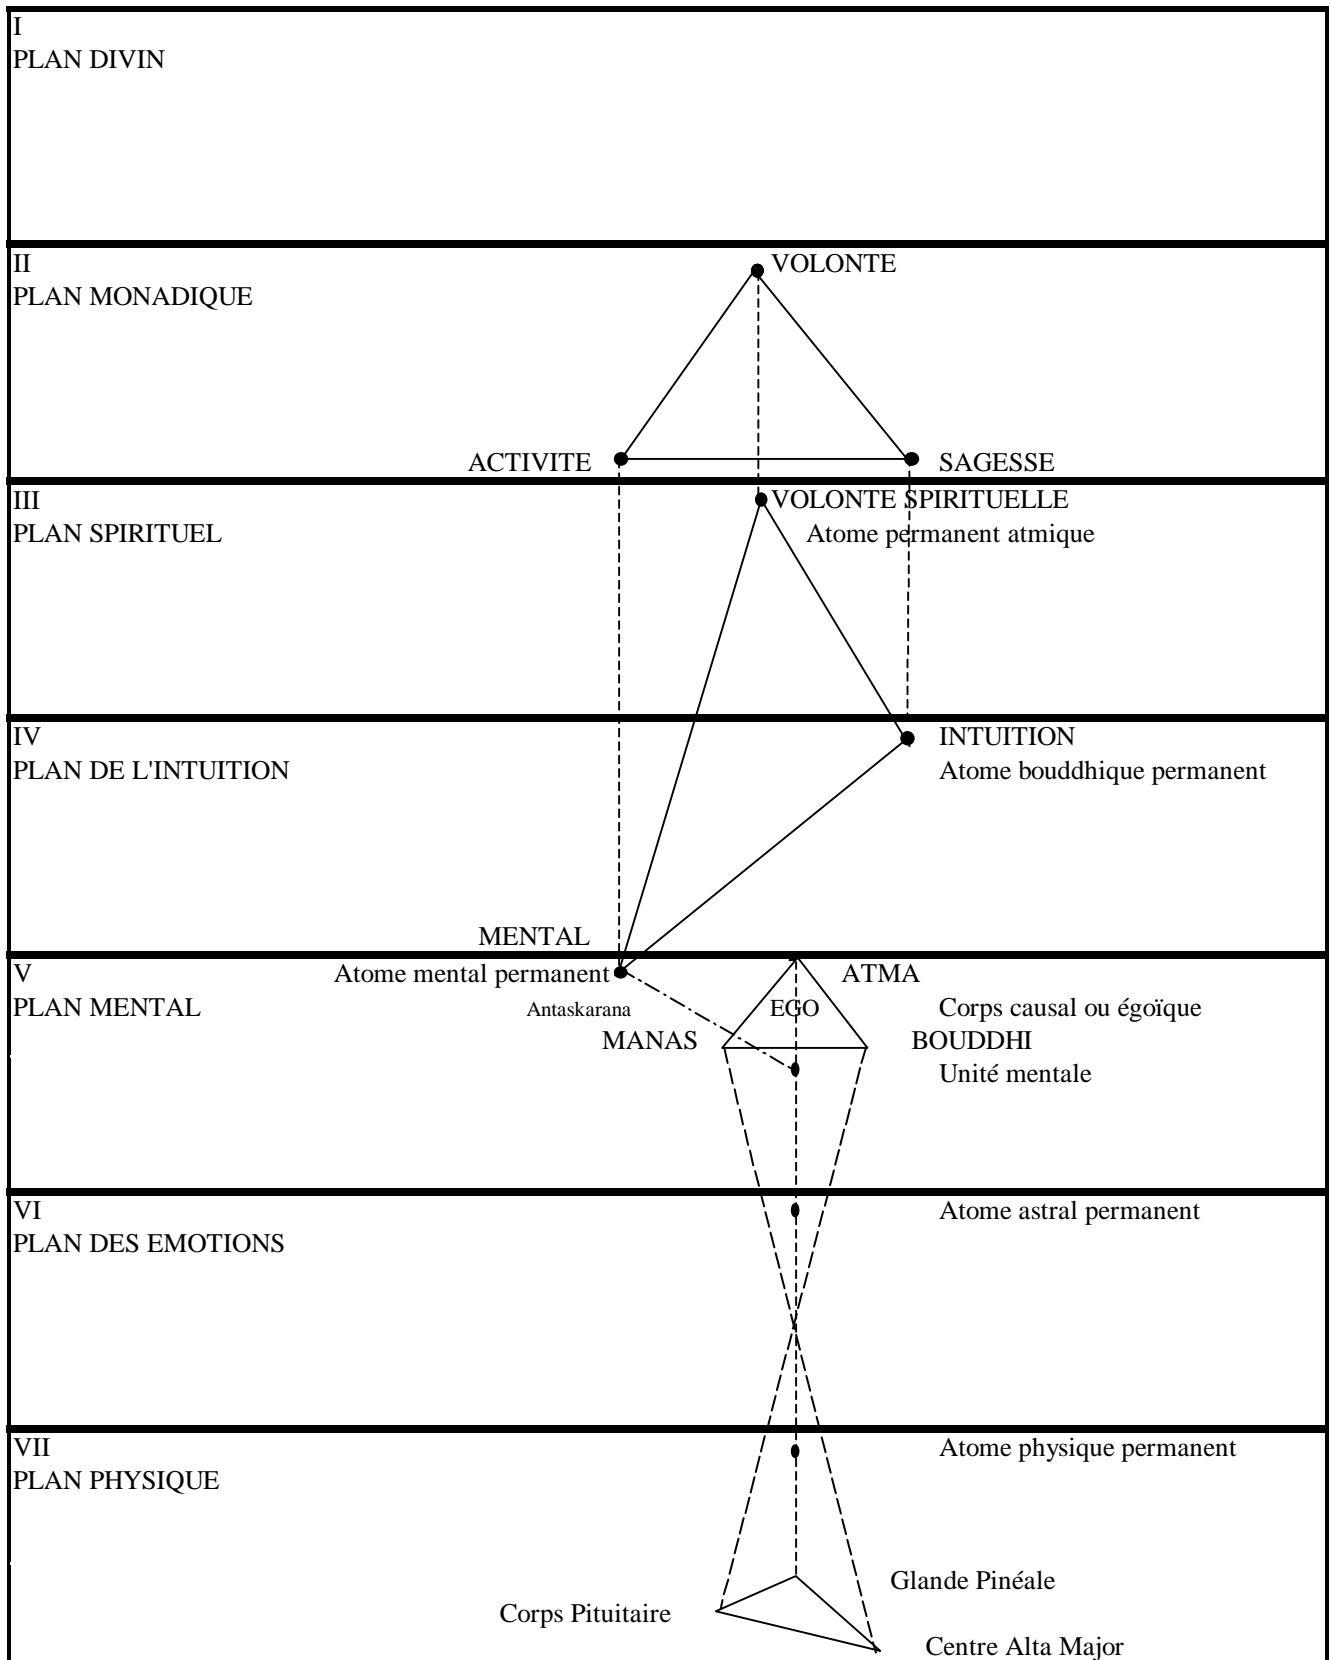 I
PLAN DIVIN
II
VOLONTE
PLAN MONADIQUE
ACTIVITE
SAGESSE
III
VOLONTE SPIRITUELLE
PLAN SPIRITUEL
Atome permanent atmique
IV
INTUITION
PLAN DE L'INTUITION
Atome bouddhique permanent
MENTAL
V
Atome mental permanent
ATMA
PLAN MENTAL
Antaskarana
EGO
Corps causal ou égoïque
MANAS
BOUDDHI
Unité mentale
VI
Atome astral permanent
PLAN DES EMOTIONS
VII
Atome physique permanent
PLAN PHYSIQUE
Glande Pinéale
Corps Pituitaire
Centre Alta Major